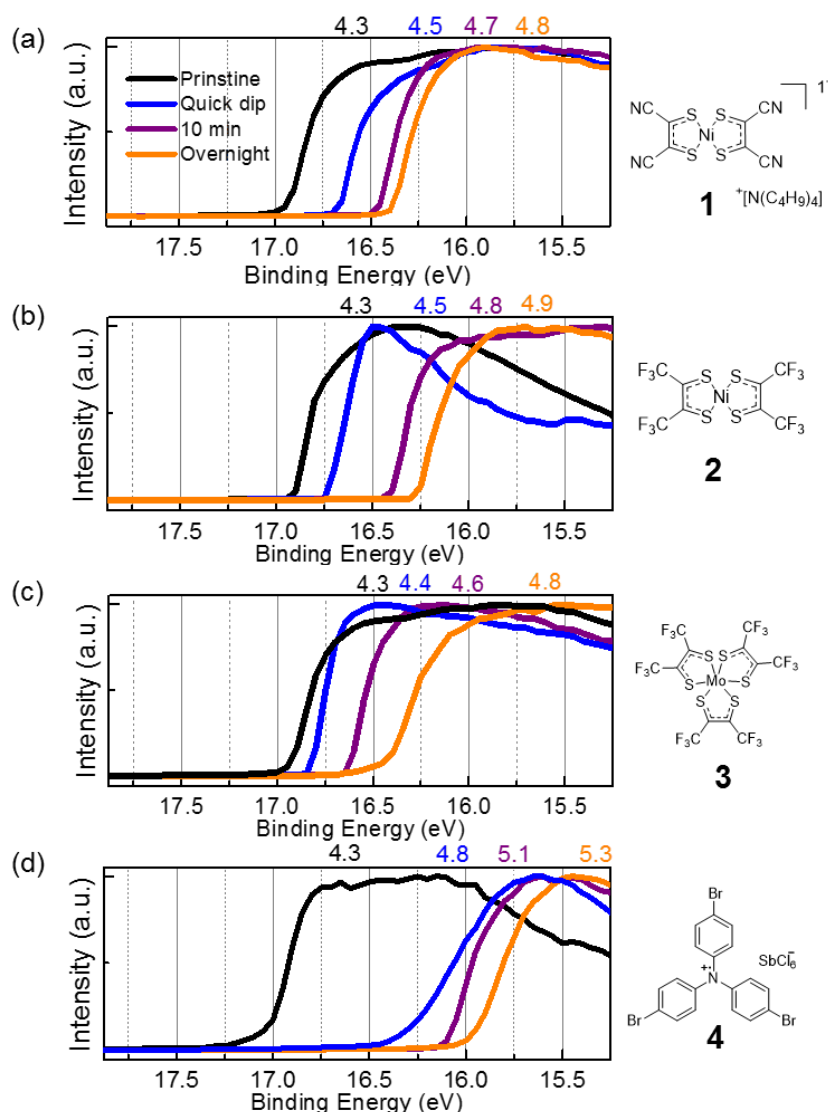 (a)
4.3 4.5 4.7 4.8
Intensity (a.u.)
Prinstine
Quick dip
10 min
Overnight
17.5 17.0 16.5 16.0 15.5
Binding Energy (eV)
NC S S CN
Ni
NC S S CN
1-
1 +[N(C4H9)4]
(b)
4.3 4.5 4.8 4.9
Intensity (a.u.)
17.5 17.0 16.5 16.0 15.5
Binding Energy (eV)
F3C S S CF3
Ni
F3C S S CF3
2
(c)
4.3 4.4 4.6 4.8
Intensity (a.u.)
17.5 17.0 16.5 16.0 15.5
Binding Energy (eV)
CF3 CF3
F3C S S CF3
S Mo S
S S
F3C CF3
3
(d)
4.3 4.8 5.1 5.3
Intensity (a.u.)
17.5 17.0 16.5 16.0 15.5
Binding Energy (eV)
Br
SbCl6-
N+·
Br Br
4